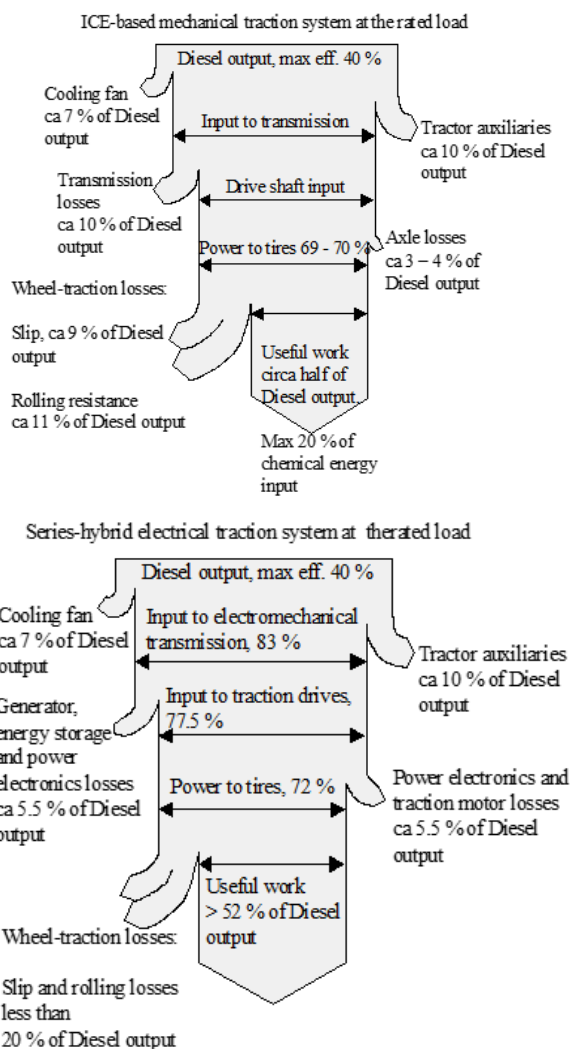 ICE-based mechanical traction system at the rated load
Diesel output, max eff. 40 %
Cooling fan
ca 7 % of Diesel
output
Input to transmission
Tractor auxiliaries
ca 10 % of Diesel
output
Transmission
losses
ca 10 % of Diesel
output
Drive shaft input
Power to tires 69 - 70 %
Axle losses
ca 3 – 4 % of
Diesel output
Wheel-traction losses:
Slip, ca 9 % of Diesel
output
Rolling resistance
ca 11 % of Diesel output
Useful work
circa half of
Diesel output
Max 20 % of
chemical energy
input
Series-hybrid electrical traction system at therated load
Diesel output, max eff. 40 %
Cooling fan
ca 7 % of Diesel
output
Input to electromechanical
transmission, 83 %
Tractor auxiliaries
ca 10 % of Diesel
output
Generator,
energy storage
and power
electronics losses
ca 5.5 % of Diesel
output
Input to traction drives,
77.5 %
Power to tires, 72 %
Power electronics and
traction motor losses
ca 5.5 % of Diesel
output
Useful work
> 52 % of Diesel
output
Wheel-traction losses:
Slip and rolling losses
less than
20 % of Diesel output